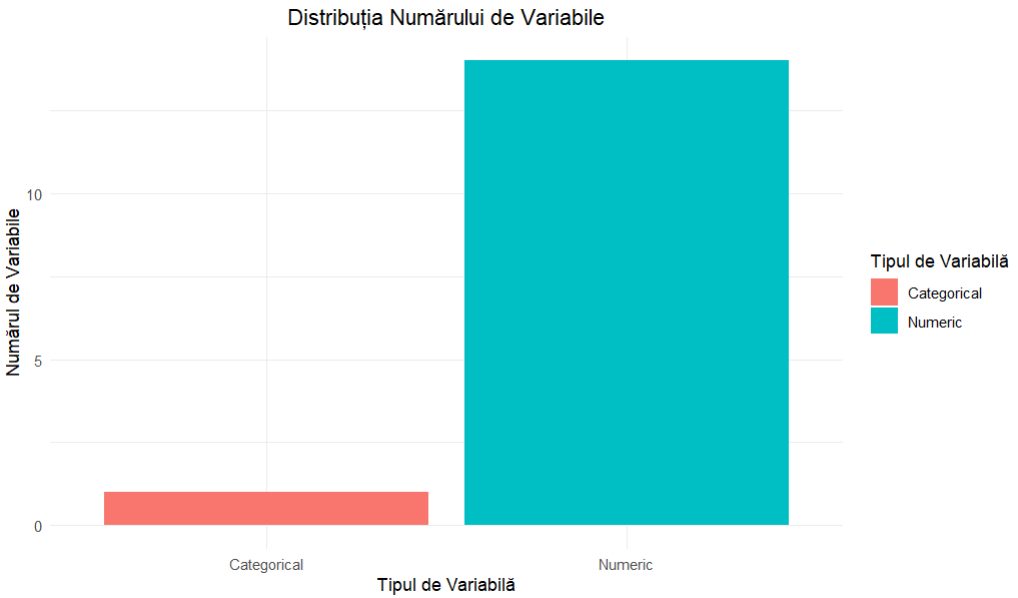 Distribuția Numărului de Variabile
Numărul de Variabile
10
5
0
Categorical
Numeric
Tipul de Variabilă
Tipul de Variabilă
Categorical
Numeric